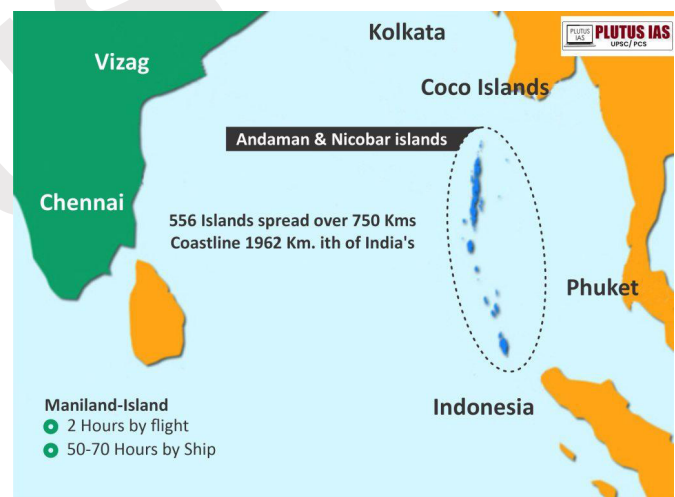 Kolkata
PLUTUS IAS
PLUTUS IAS
UPSC/ PCS
Vizag
Coco Islands
Andaman & Nicobar islands
Chennai
556 Islands spread over 750 Kms
Coastline 1962 Km. ith of India's
Phuket
Maniland-Island
2 Hours by flight
50-70 Hours by Ship
Indonesia